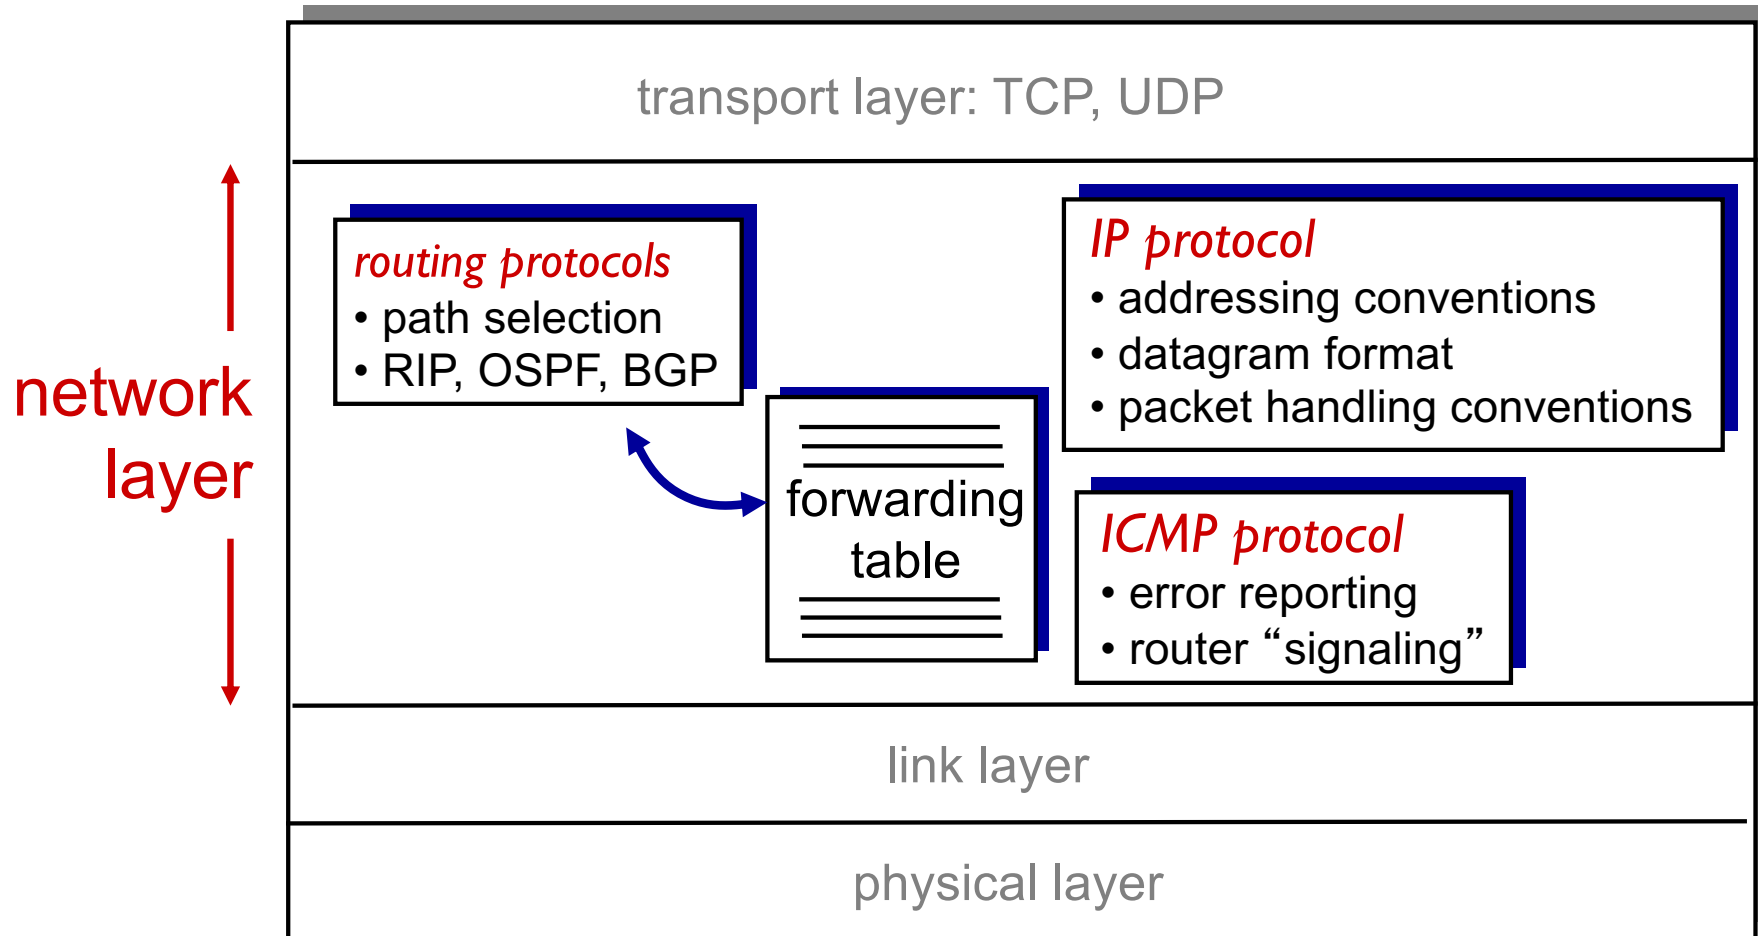 transport layer: TCP, UDP
network
layer
routing protocols
• path selection
• RIP, OSPF, BGP
forwarding
table
IP protocol
• addressing conventions
• datagram format
• packet handling conventions
ICMP protocol
• error reporting
• router “signaling”
link layer
physical layer